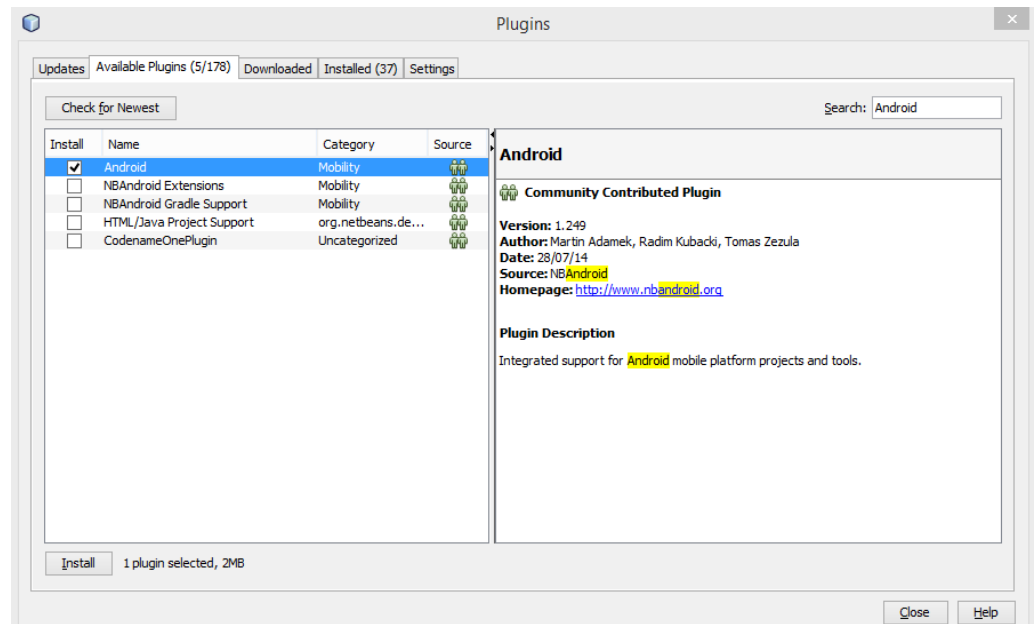 Plugins
Updates Available Plugins (5/178) Downloaded Installed (37) Settings
Check for Newest Search: Android
Install Name Category Source
Android Mobility
NBAndroid Extensions Mobility
NBAndroid Gradle Support Mobility
HTML/Java Project Support org.netbeans.de...
CodenameOnePlugin Uncategorized
Android
Community Contributed Plugin
Version: 1.249
Author: Martin Adamek, Radim Kubacki, Tomas Zezula
Date: 28/07/14
Source: NBAndroid
Homepage: http://www.nbandroid.org
Plugin Description
Integrated support for Android mobile platform projects and tools.
Install 1 plugin selected, 2MB
Close Help